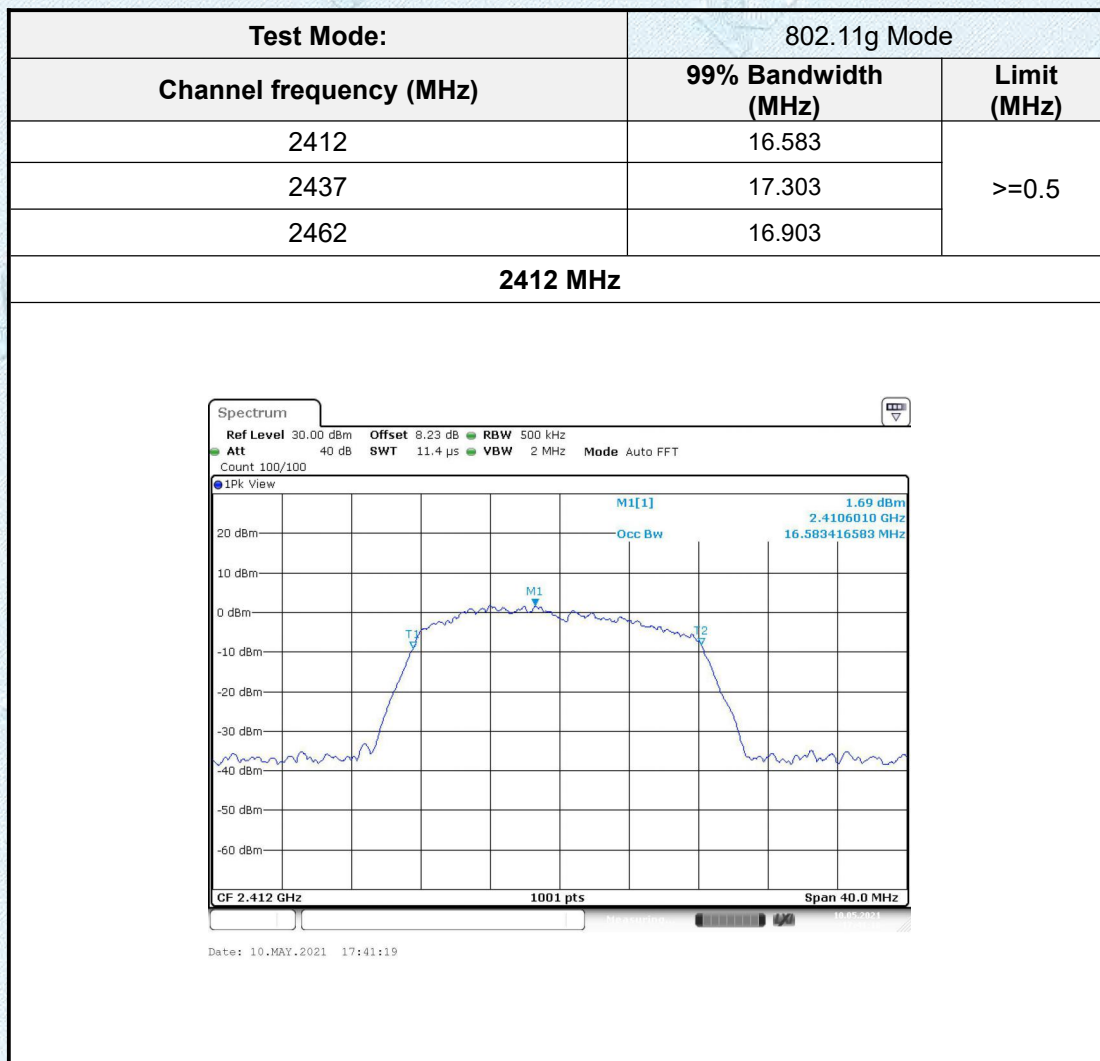 Test Mode: 802.11g Mode
Channel frequency (MHz) 99% Bandwidth (MHz) Limit (MHz)
2412 16.583 >=0.5
2437 17.303
2462 16.903
2412 MHz
Spectrum
Ref Level 30.00 dBm Offset 8.23 dB RBW 500 kHz
Att 40 dB SWT 11.4 µs VBW 2 MHz Mode Auto FFT
Count 100/100
1Pk View
M1[1] 1.69 dBm
2.4106010 GHz
20 dBm
Occ Bw 16.583416583 MHz
10 dBm
M1
0 dBm
T1
T2
-10 dBm
-20 dBm
-30 dBm
-40 dBm
-50 dBm
-60 dBm
CF 2.412 GHz 1001 pts Span 40.0 MHz
Measuring 10.05.2021
Date: 10.MAY.2021 17:41:19